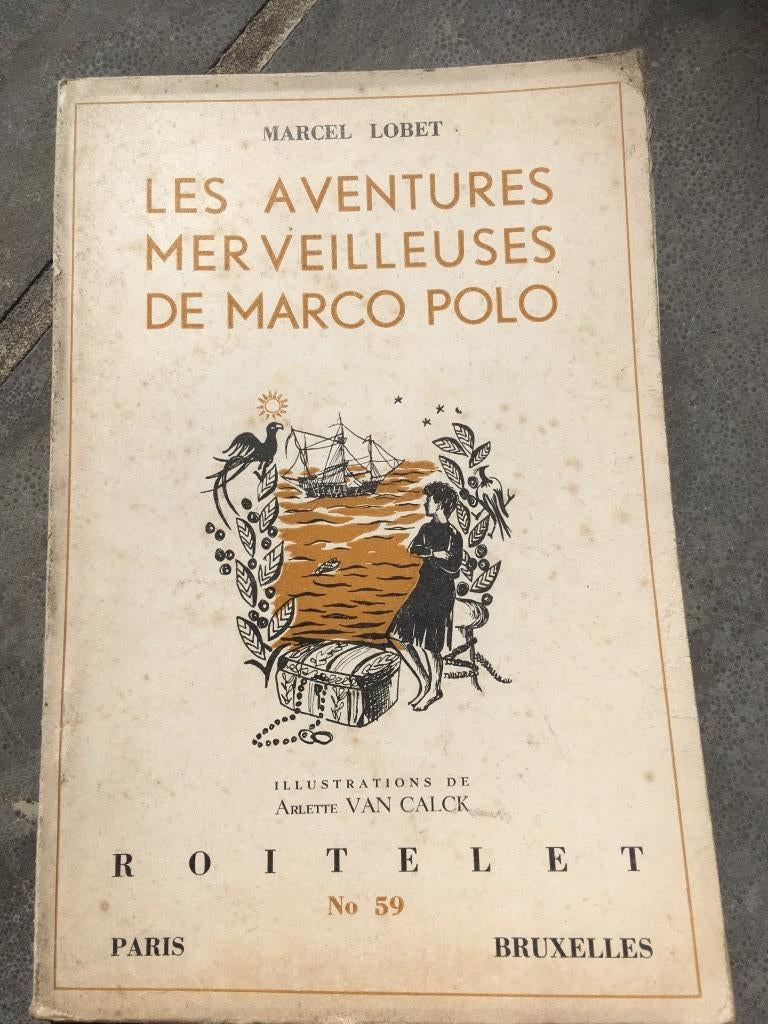 MARCEL LOBET
LES AVENTURES
MERVEILLEUSES
DE MARCO POLO
ILLUSTRATIONS DE
ARLETTE VAN CALCK
ROITELET
No 59
PARIS BRUXELLES